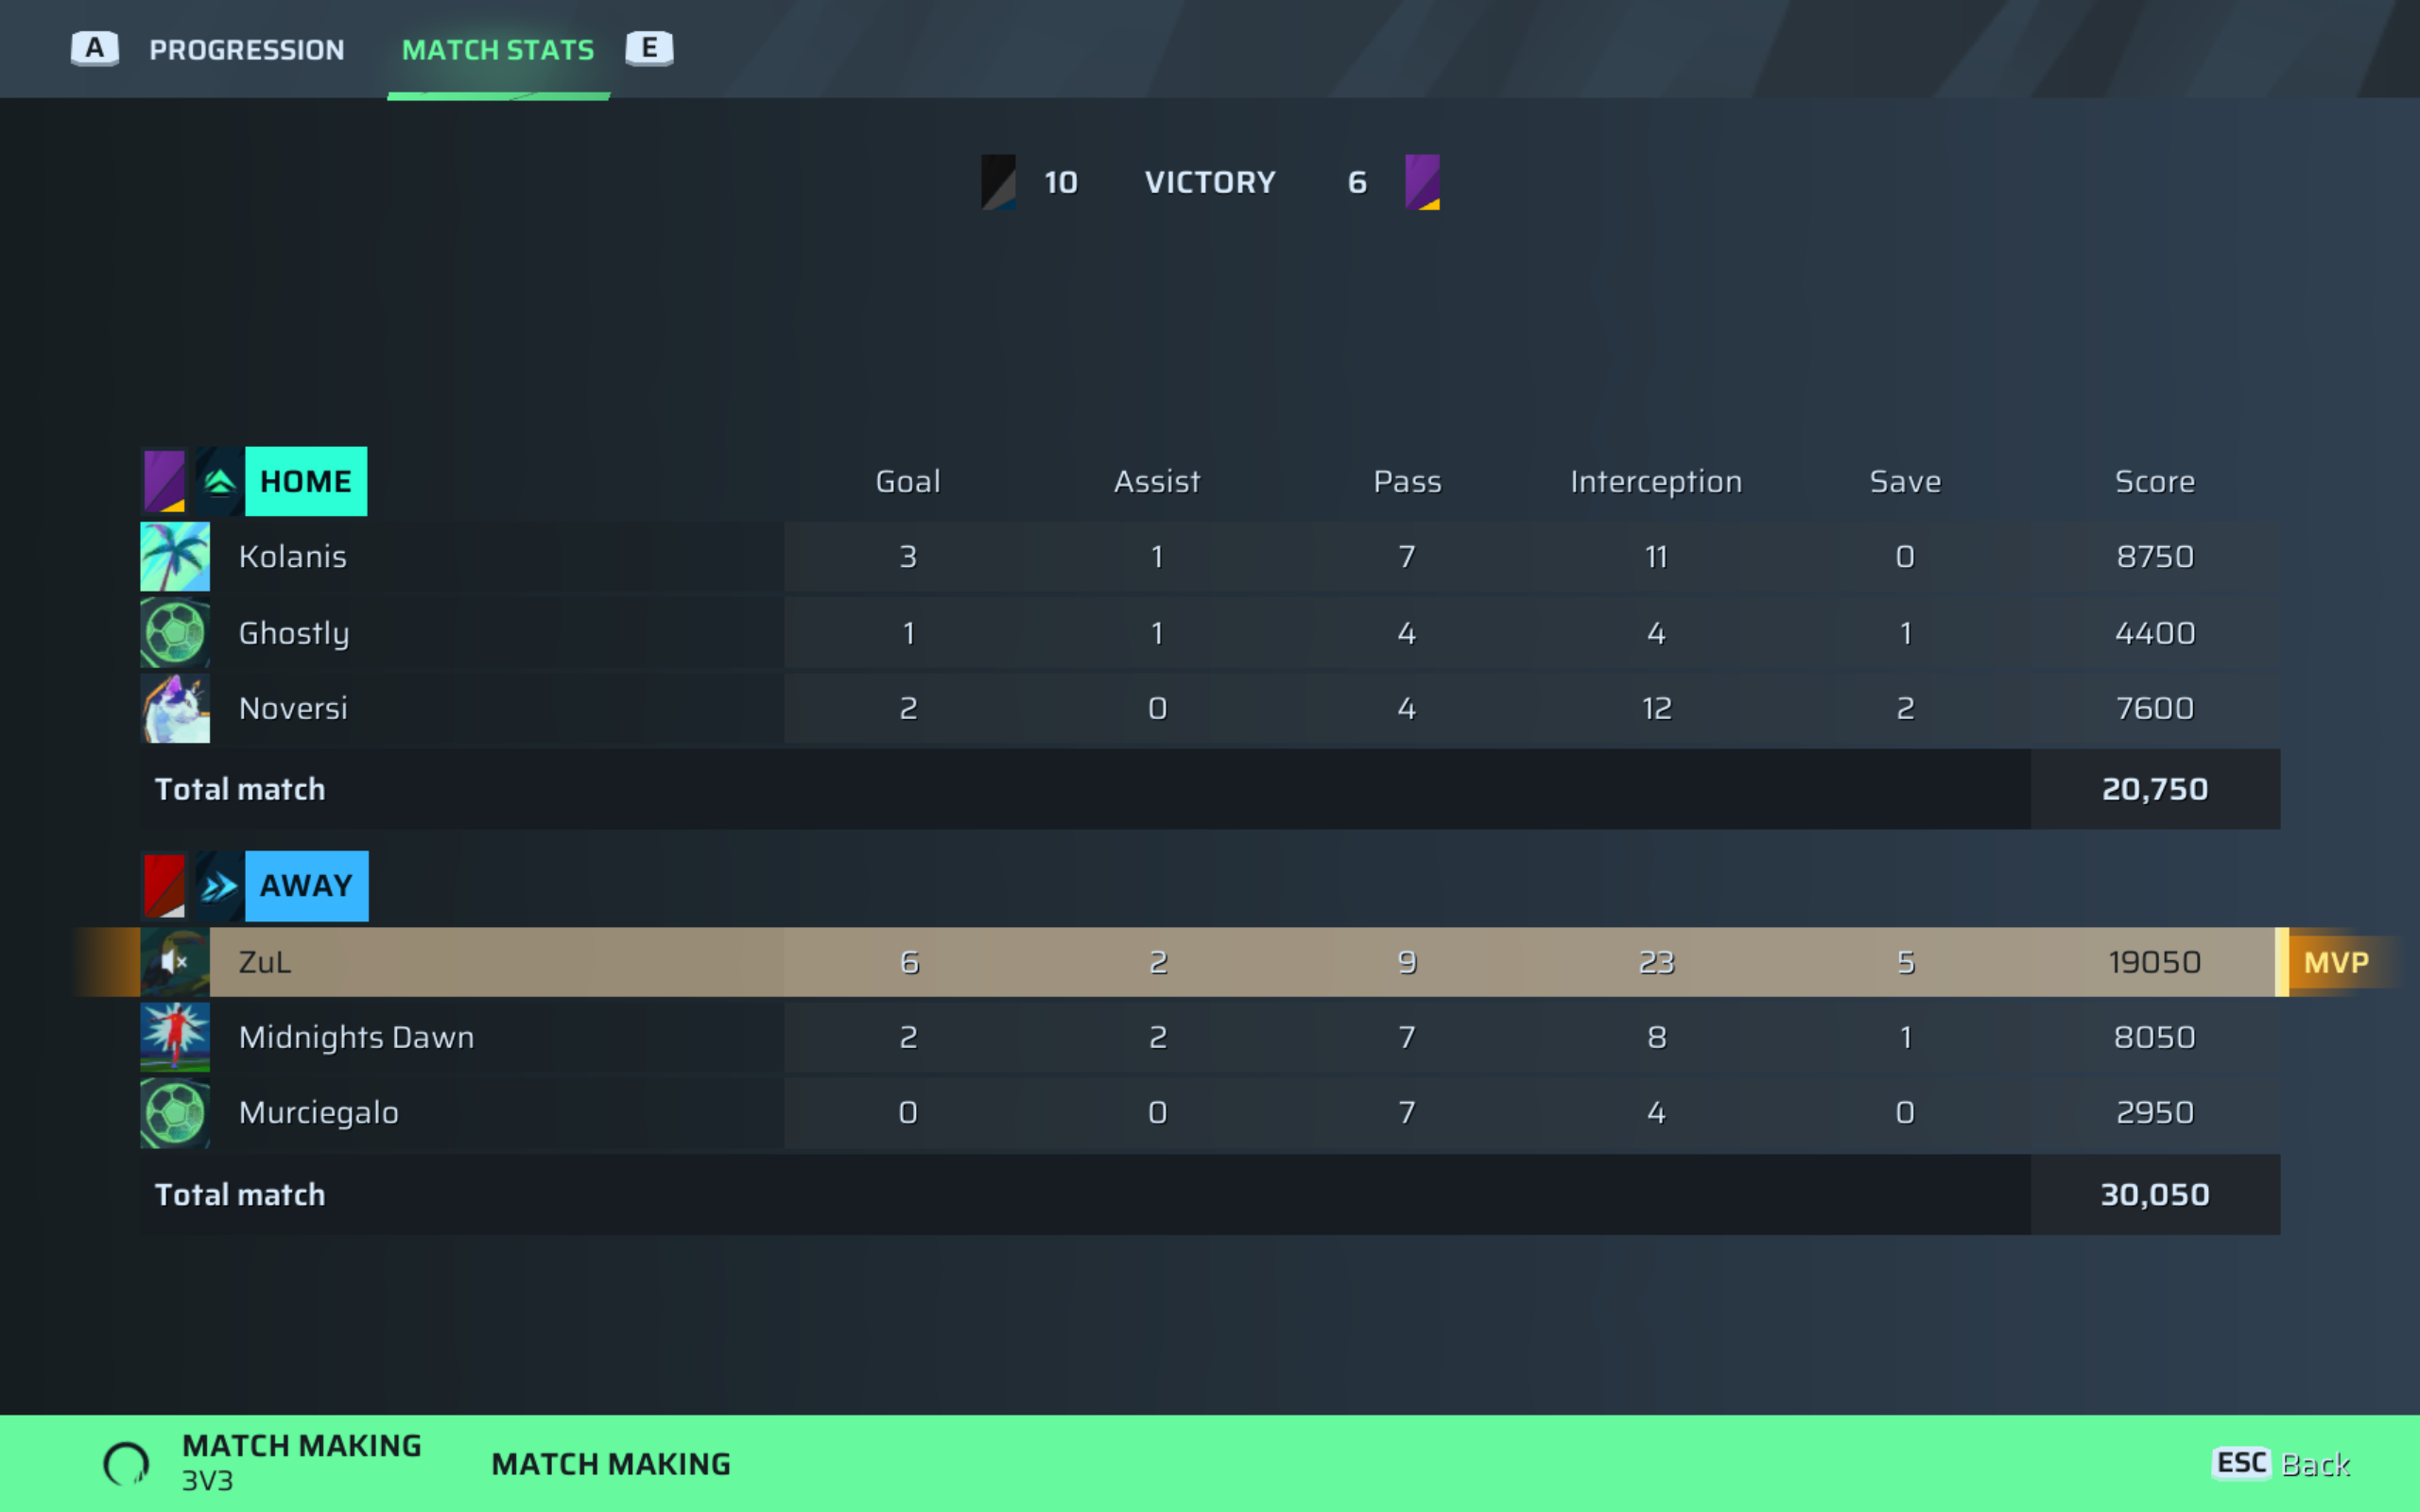 A PROGRESSION MATCH STATS E
10 VICTORY 6
HOME Goal Assist Pass Interception Save Score
Kolanis 3 1 7 11 0 8750
Ghostly 1 1 4 4 1 4400
Noversi 2 0 4 12 2 7600
Total match 20,750
AWAY
ZuL 6 2 9 23 5 19050 MVP
Midnights Dawn 2 2 7 8 1 8050
Murciegalo 0 0 7 4 0 2950
Total match 30,050
MATCH MAKING
3V3
MATCH MAKING
ESC Back